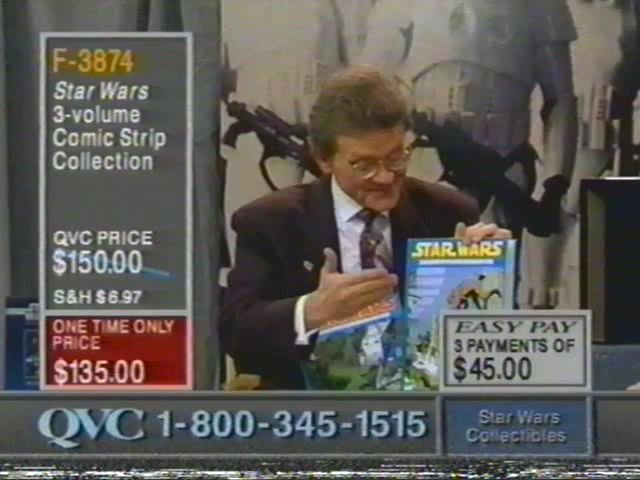 F-3874
Star Wars
3-volume
Comic Strip
Collection
QVC PRICE
$150.00
S&H $6.97
ONE TIME ONLY
PRICE
$135.00
STAR WARS
EASY PAY
3 PAYMENTS OF
$45.00
QVC 1-800-345-1515
Star Wars
Collectibles